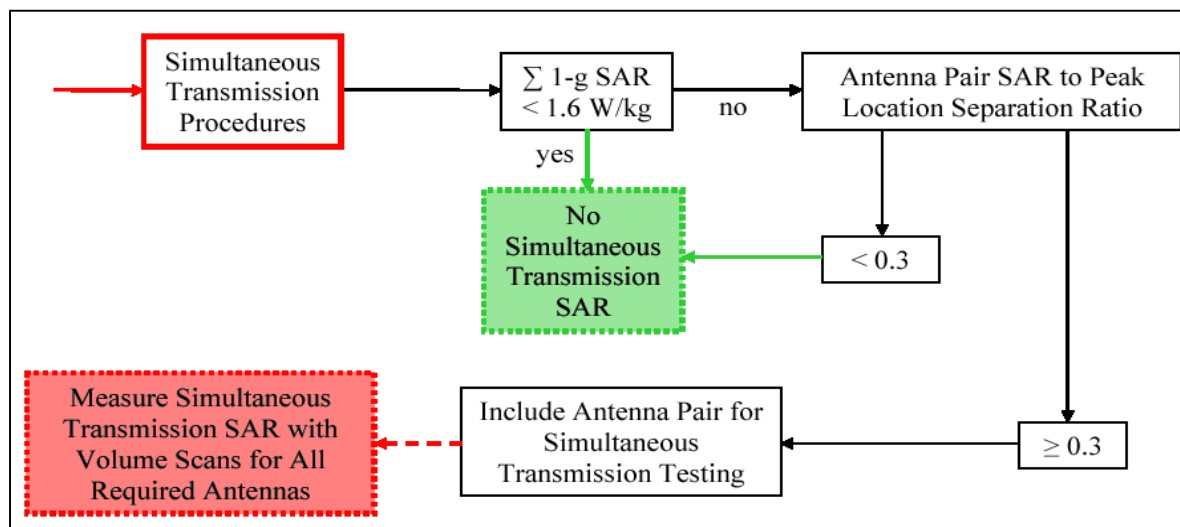 Simultaneous
Transmission
Procedures
∑ 1-g SAR
< 1.6 W/kg
no
Antenna Pair SAR to Peak
Location Separation Ratio
yes
No
Simultaneous
Transmission
SAR
< 0.3
Measure Simultaneous
Transmission SAR with
Volume Scans for All
Required Antennas
Include Antenna Pair for
Simultaneous
Transmission Testing
≥ 0.3